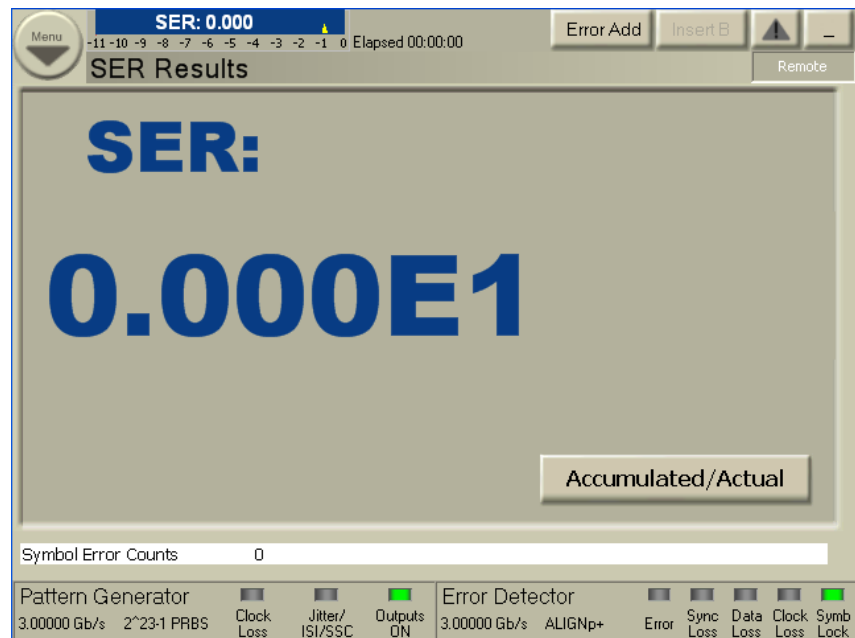 Menu
SER: 0.000
-11 -10 -9 -8 -7 -6 -5 -4 -3 -2 -1 0 Elapsed 00:00:00
Error Add
Insert B
SER Results
Remote
SER:
0.000E1
Accumulated/Actual
Symbol Error Counts 0
Pattern Generator
3.00000 Gb/s 2^23-1 PRBS
Clock
Loss
Jitter/
ISI/SSC
Outputs
ON
Error Detector
3.00000 Gb/s ALIGNp+
Error
Sync
Loss
Data
Loss
Clock
Loss
Symb
Lock